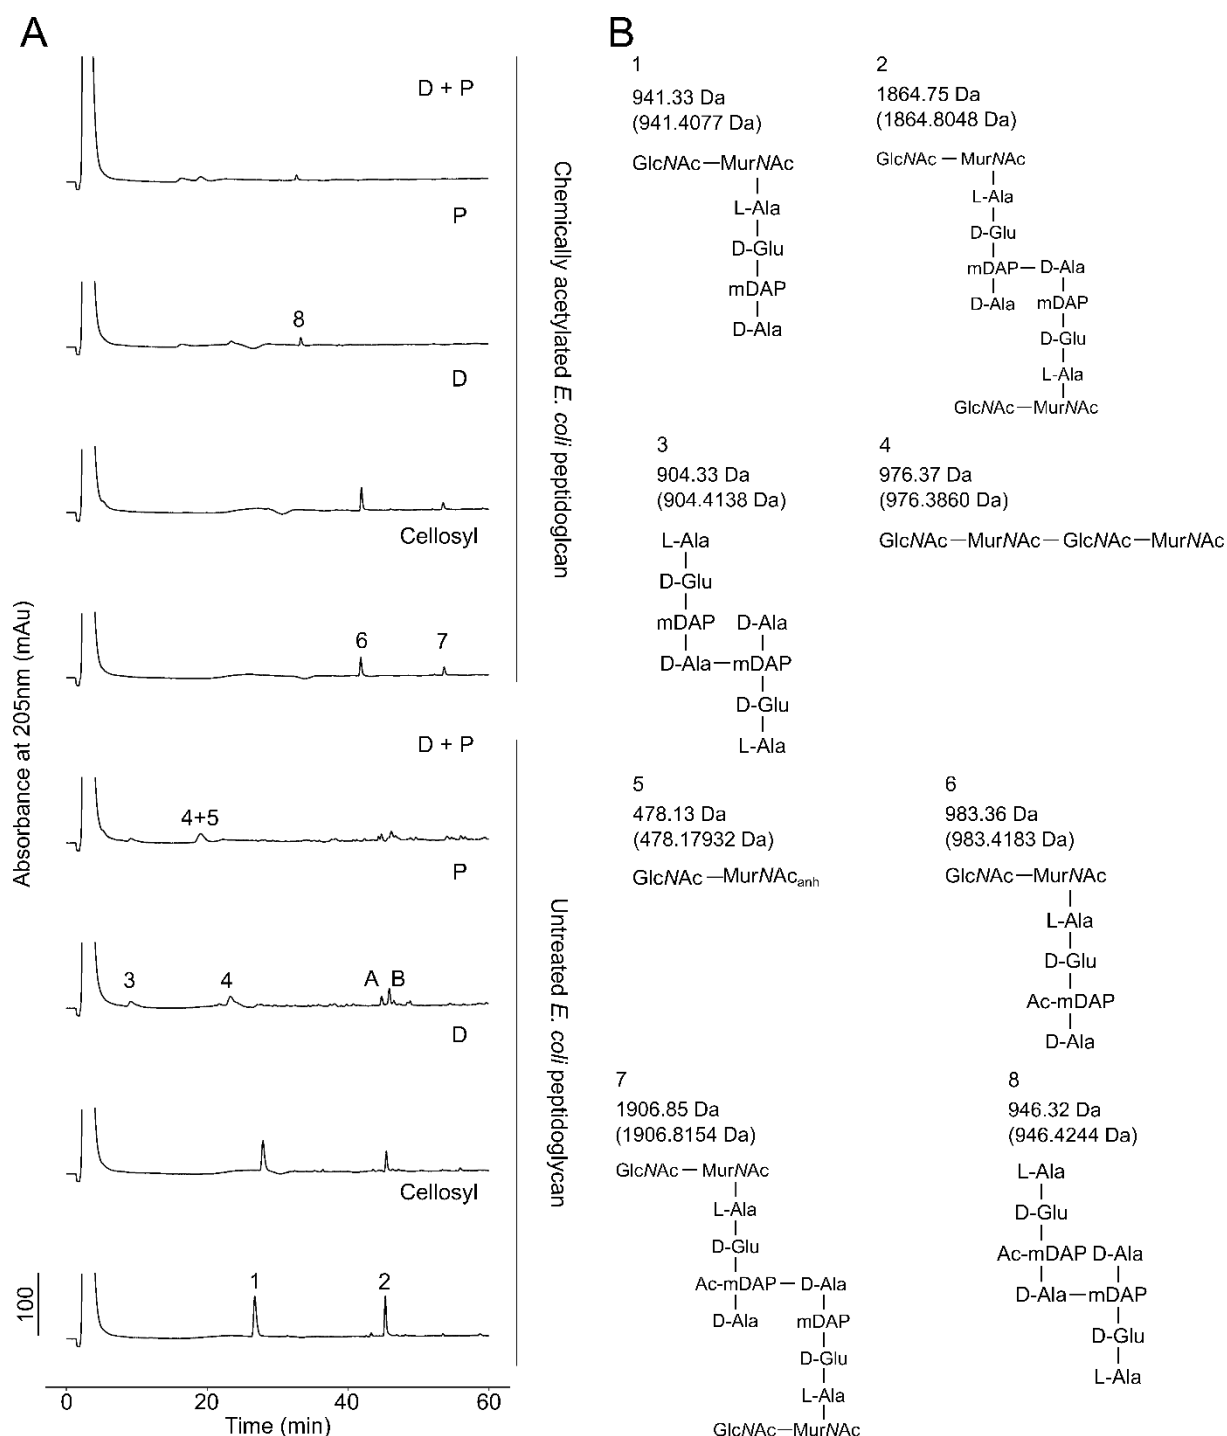 A
D + P
P
8
D
Cellosyl
6 7
D + P
4+5
P
3 4 A B
D
Cellosyl
1 2
100
0 20 40 60
Time (min)
Absorbance at 205nm (mAu)
Chemically acetylated E. coli peptidoglcan
Untreated E. coli peptidoglycan
B
1
941.33 Da
(941.4077 Da)
GlcNAc MurNAc
L-Ala
D-Glu
mDAP
D-Ala
2
1864.75 Da
(1864.8048 Da)
GlcNAc MurNAc
L-Ala
D-Glu
mDAP D-Ala
D-Ala mDAP
D-Glu
L-Ala
GlcNAc MurNAc
3
904.33 Da
(904.4138 Da)
L-Ala
D-Glu
mDAP D-Ala
D-Ala mDAP
D-Glu
L-Ala
4
976.37 Da
(976.3860 Da)
GlcNAc MurNAc GlcNAc MurNAc
5
478.13 Da
(478.17932 Da)
GlcNAc MurNAcanh
6
983.36 Da
(983.4183 Da)
GlcNAc MurNAc
L-Ala
D-Glu
Ac-mDAP
D-Ala
7
1906.85 Da
(1906.8154 Da)
GlcNAc MurNAc
L-Ala
D-Glu
Ac-mDAP D-Ala
D-Ala mDAP
D-Glu
L-Ala
GlcNAc MurNAc
8
946.32 Da
(946.4244 Da)
L-Ala
D-Glu
Ac-mDAP D-Ala
D-Ala mDAP
D-Glu
L-Ala